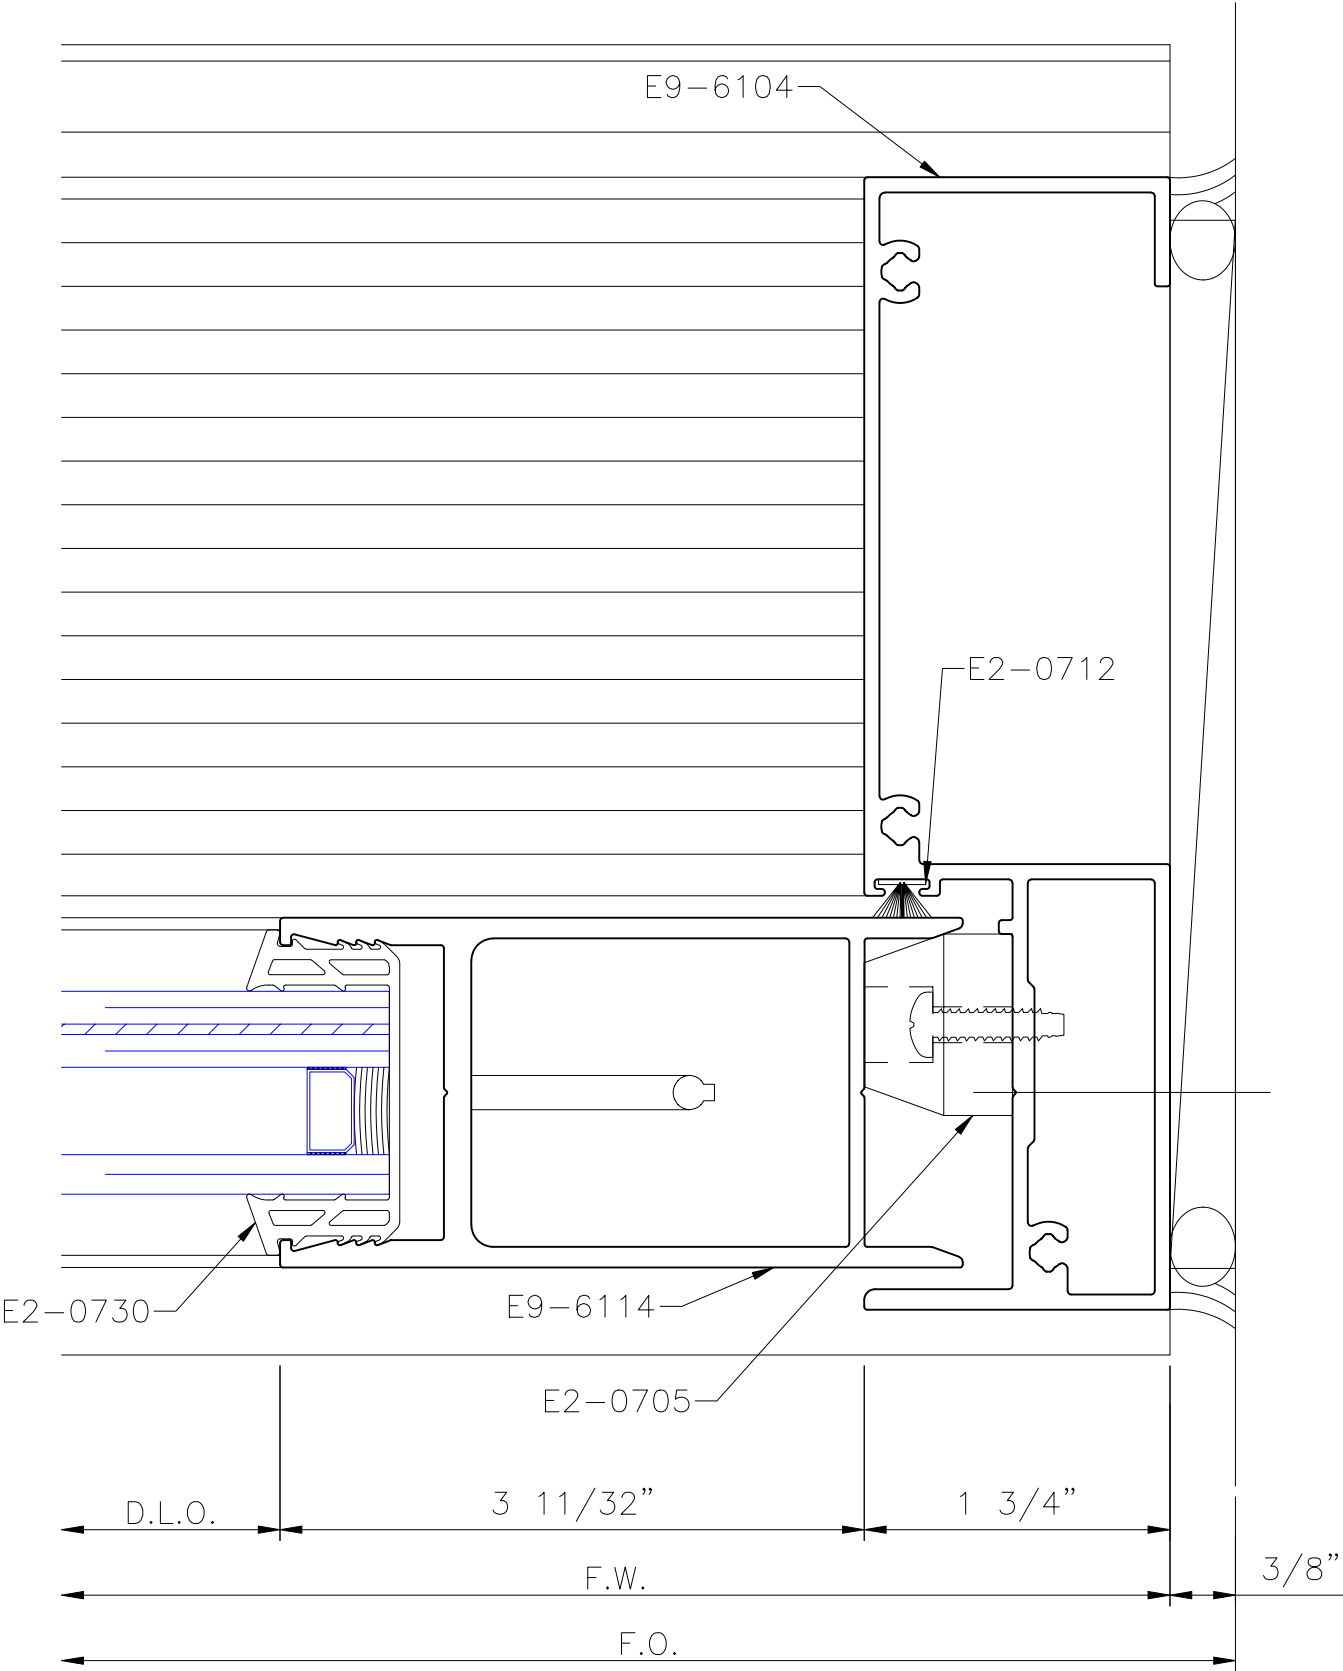 E9-6104
E2-0712
E2-0730
E9-6114
E2-0705
D.L.O.
3 11/32"
1 3/4"
3/8"
F.W.
F.O.